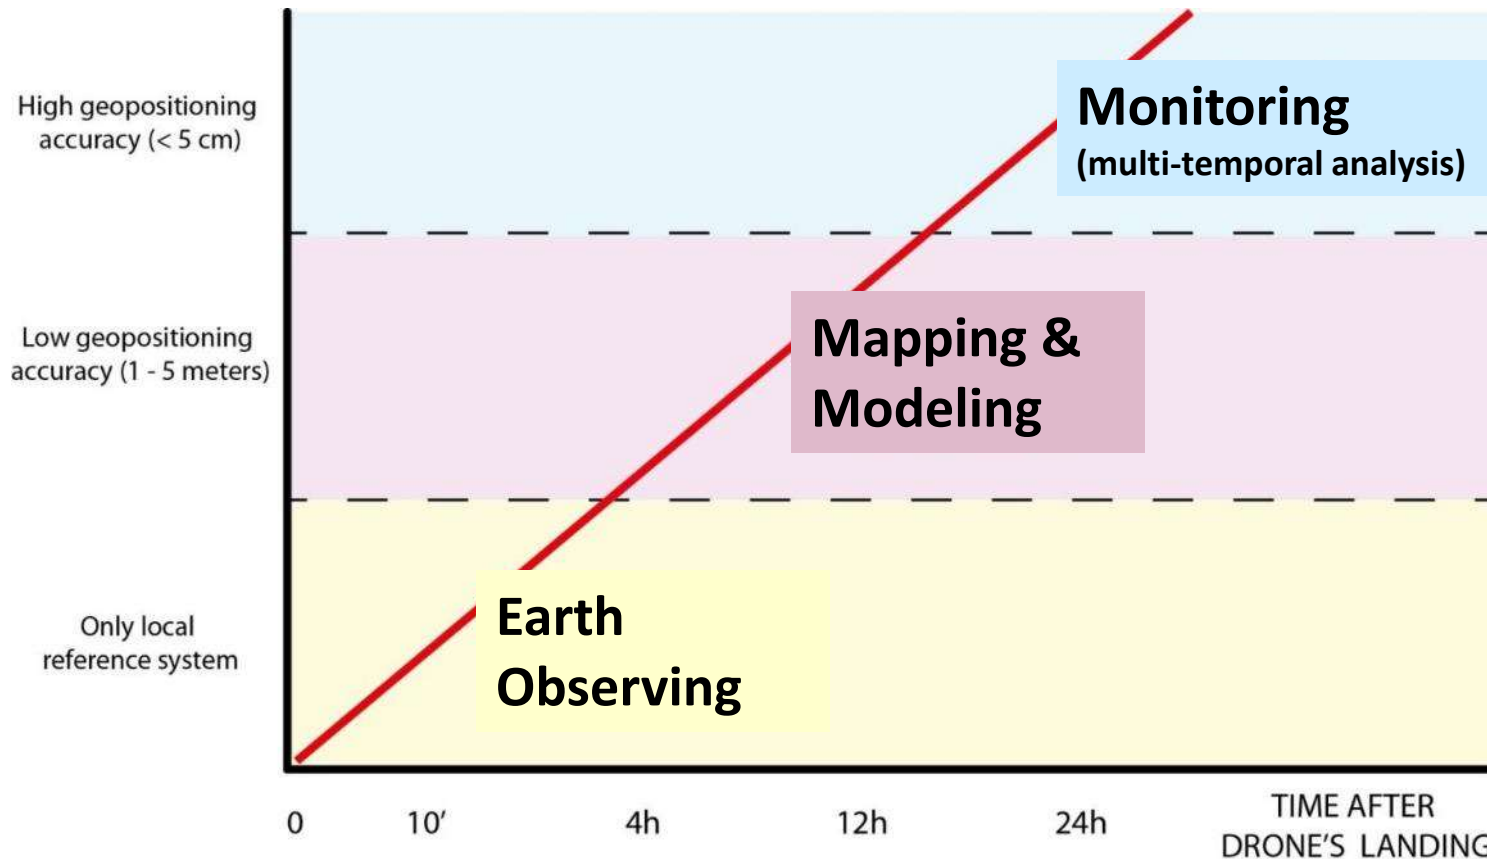 High geopositioning
accuracy (< 5 cm)
Monitoring
(multi-temporal analysis)
Low geopositioning
accuracy (1 - 5 meters)
Mapping &
Modeling
Only local
reference system
Earth
Observing
0 10′ 4h 12h 24h
TIME AFTER
DRONE'S LANDING